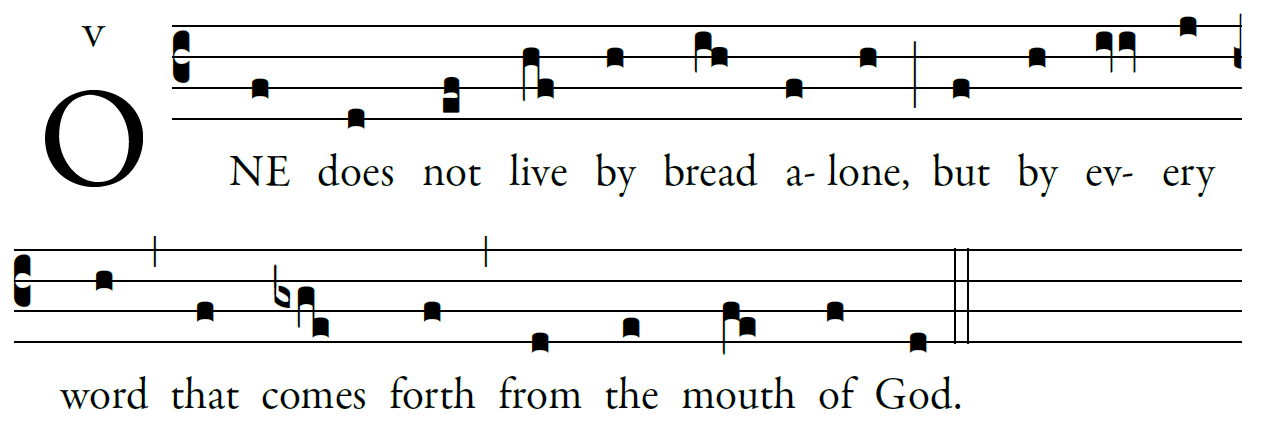 v
ONE does not live by bread a- lone, but by ev- ery
word that comes forth from the mouth of God.